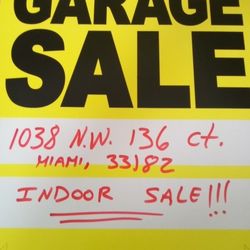 GARAGE
SALE
1038 N.W. 136 Ct.
MIAMI, 33182
INDOOR SALE!!!